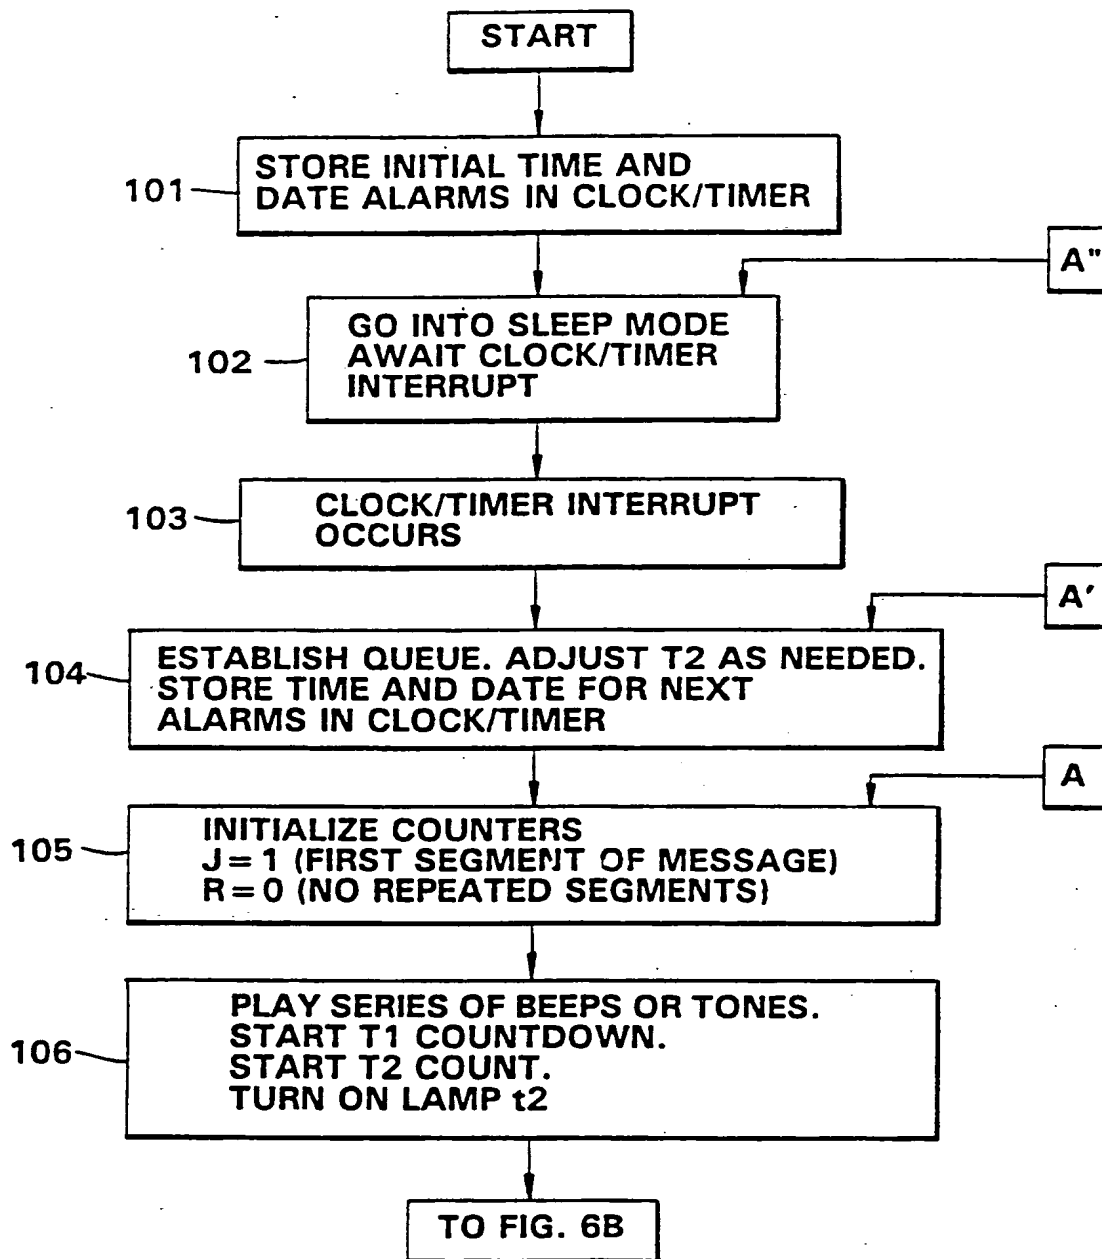 START
101
STORE INITIAL TIME AND
DATE ALARMS IN CLOCK/TIMER
A"
102
GO INTO SLEEP MODE
AWAIT CLOCK/TIMER
INTERRUPT
103
CLOCK/TIMER INTERRUPT
OCCURS
A'
104
ESTABLISH QUEUE. ADJUST T2 AS NEEDED.
STORE TIME AND DATE FOR NEXT
ALARMS IN CLOCK/TIMER
A
105
INITIALIZE COUNTERS
J=1 (FIRST SEGMENT OF MESSAGE)
R=0 (NO REPEATED SEGMENTS)
106
PLAY SERIES OF BEEPS OR TONES.
START T1 COUNTDOWN.
START T2 COUNT.
TURN ON LAMP t2
TO FIG. 6B